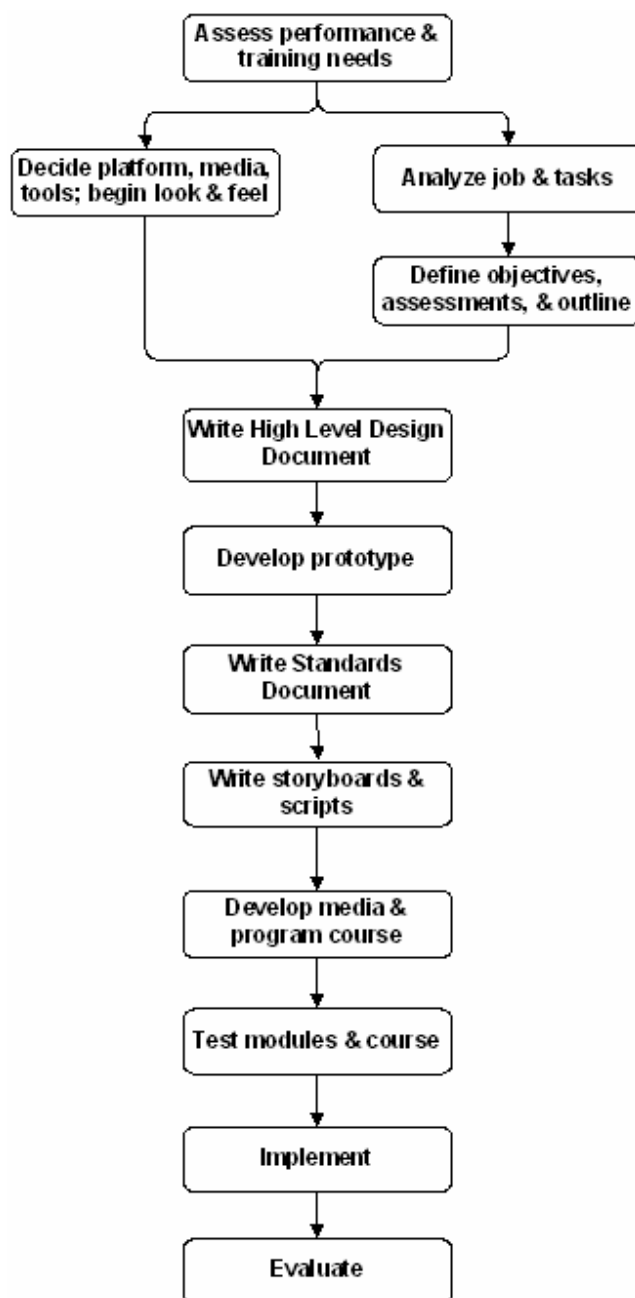 Assess performance &
training needs
Decide platform, media,
tools; begin look & feel
Analyze job & tasks
Define objectives,
assessments, & outline
Write High Level Design
Document
Develop prototype
Write Standards
Document
Write storyboards &
scripts
Develop media &
program course
Test modules & course
Implement
Evaluate